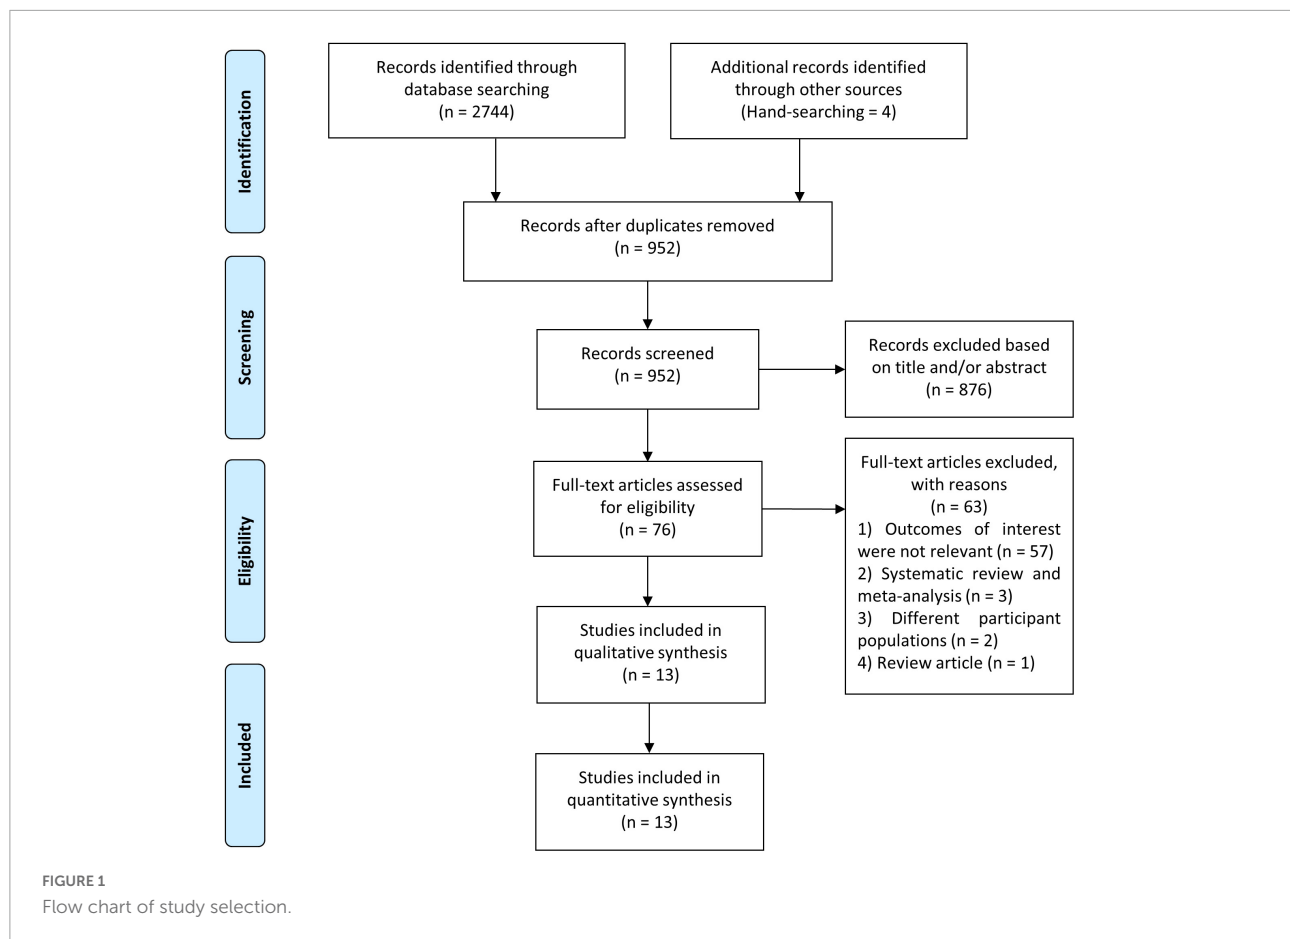 Identification
Records identified through
database searching
(n = 2744)
Additional records identified
through other sources
(Hand-searching = 4)
Records after duplicates removed
(n = 952)
Screening
Records screened
(n = 952)
Records excluded based
on title and/or abstract
(n = 876)
Eligibility
Full-text articles assessed
for eligibility
(n = 76)
Full-text articles excluded,
with reasons
(n = 63)
1) Outcomes of interest
were not relevant (n = 57)
2) Systematic review and
meta-analysis (n = 3)
3) Different participant
populations (n = 2)
4) Review article (n = 1)
Studies included in
qualitative synthesis
(n = 13)
Included
Studies included in
quantitative synthesis
(n = 13)
FIGURE 1
Flow chart of study selection.